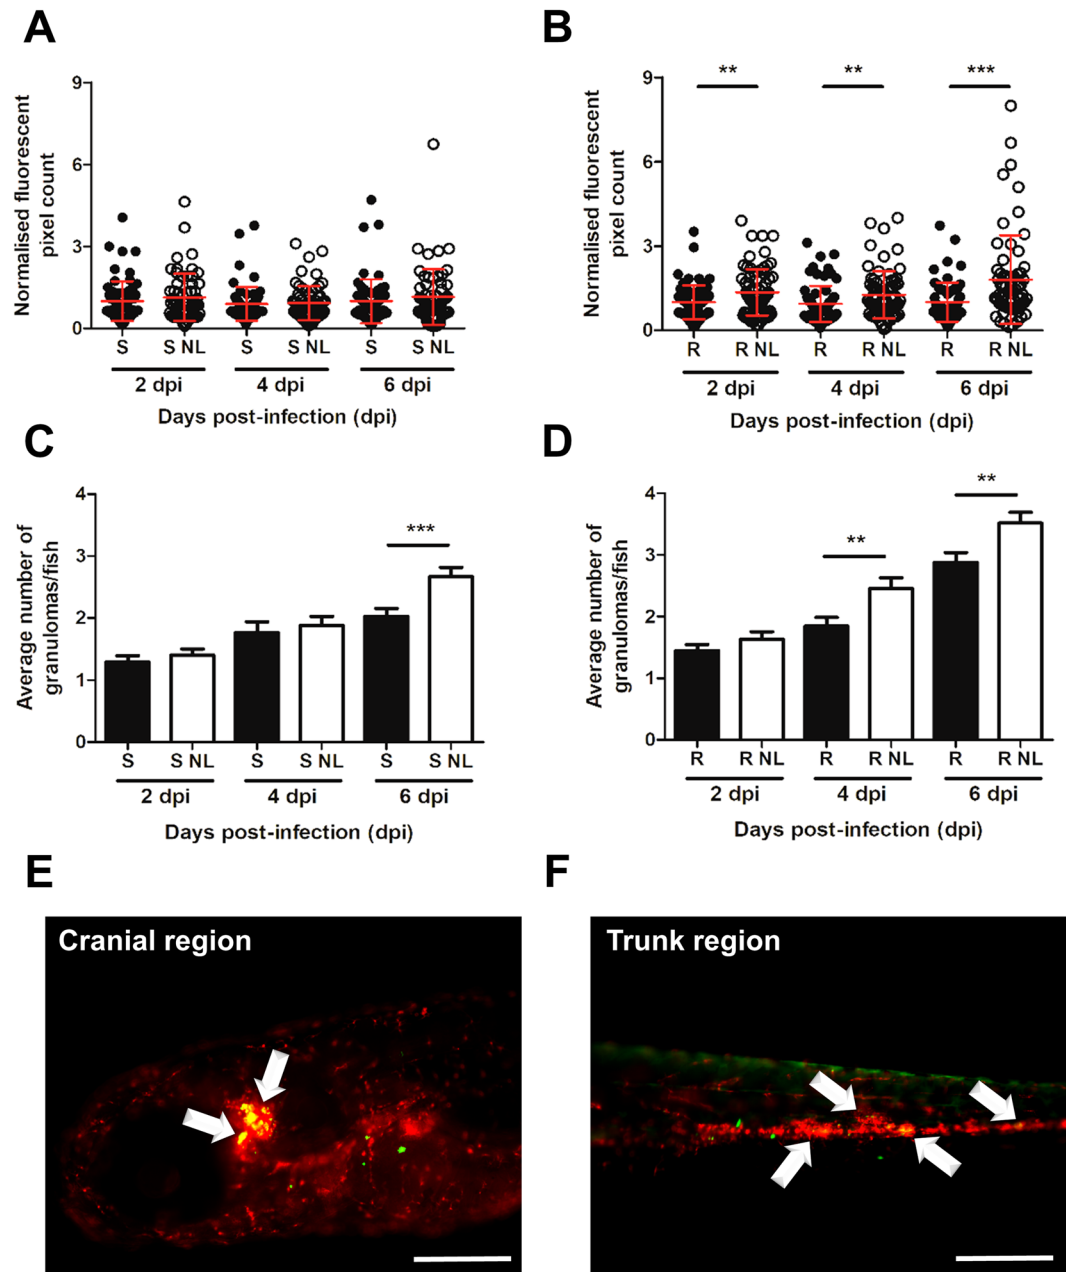 A
B
Normalised fluorescent
pixel count
9
6
3
0
S
S NL
S
S NL
S
S NL
2 dpi
4 dpi
6 dpi
Days post-infection (dpi)
Normalised fluorescent
pixel count
9
6
3
0
**
**
***
R
R NL
R
R NL
R
R NL
2 dpi
4 dpi
6 dpi
Days post-infection (dpi)
C
D
Average number of
granulomas/fish
4
3
2
1
0
***
S
S NL
S
S NL
S
S NL
2 dpi
4 dpi
6 dpi
Days post-infection (dpi)
Average number of
granulomas/fish
4
3
2
1
0
**
**
R
R NL
R
R NL
R
R NL
2 dpi
4 dpi
6 dpi
Days post-infection (dpi)
E
F
Cranial region
Trunk region